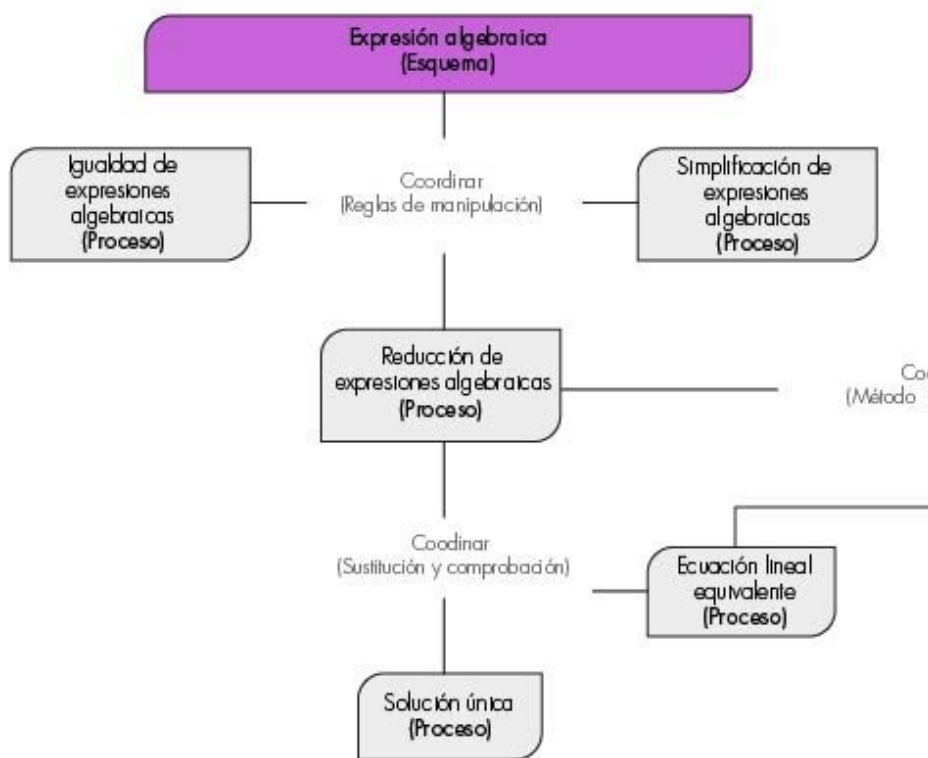 Expresión algebraica
(Esquema)
Igualdad de
expresiones
algebraicas
(Proceso)
Coordinar
(Reglas de manipulación)
Simplificación de
expresiones
algebraicas
(Proceso)
Reducción de
expresiones algebraicas
(Proceso)
(Método
Coodinar
(Sustitución y comprobación)
Ecuación lineal
equivalente
(Proceso)
Solución única
(Proceso)